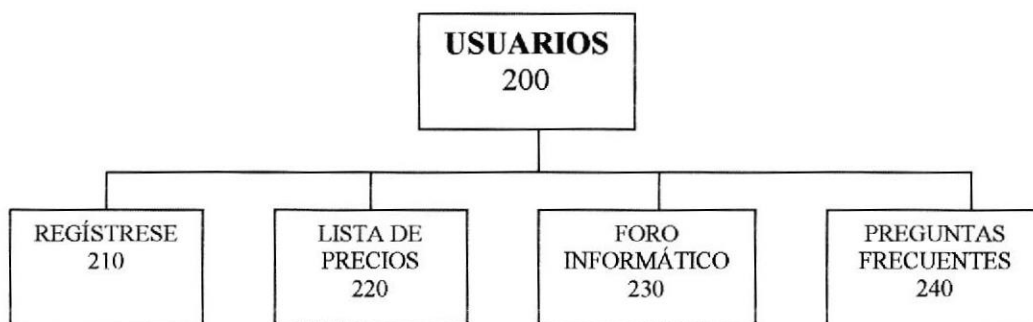 USUARIOS
200
REGÍSTRESE
210
LISTA DE
PRECIOS
220
FORO
INFORMÁTICO
230
PREGUNTAS
FRECUENTES
240